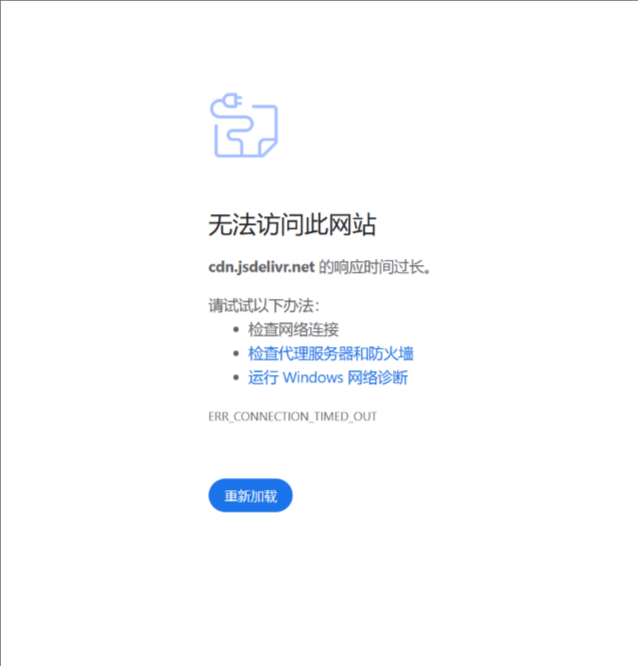 无法访问此网站
cdn.jsdelivr.net 的响应时间过长。
请试试以下办法：
检查网络连接
检查代理服务器和防火墙
运行 Windows 网络诊断
ERR_CONNECTION_TIMED_OUT
重新加载